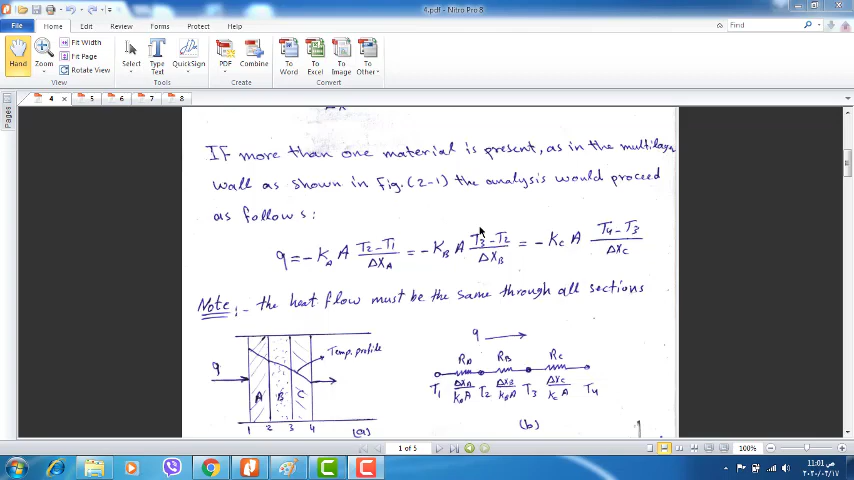 4.pdf - Nitro Pro 8
File Home Edit Review Forms Protect Help
Find
Hand Zoom Fit Width Fit Page Rotate View
View
Select Type Text QuickSign
Tools
PDF Combine
Create
To Word To Excel To Image To Other
Convert
4 5 6 7 8
Pages
IF more than one material is present, as in the multilayer
wall as shown in Fig.(2-1) the analysis would proceed
as follows:
q = - K_A A (T2-T1)/ΔX_A = - K_B A (T3-T2)/ΔX_B = - K_C A (T4-T3)/ΔX_C
Note:- the heat flow must be the same through all sections
q
Temp. profile
A B C
1 2 3 4
(a)
q
R_A R_B R_C
T1 ΔX_A/(K_A A) T2 ΔX_B/(K_B A) T3 ΔX_C/(K_C A) T4
(b)
1 of 5
100%
11:01 ص
٢٠٢٠/٠٢/١٧